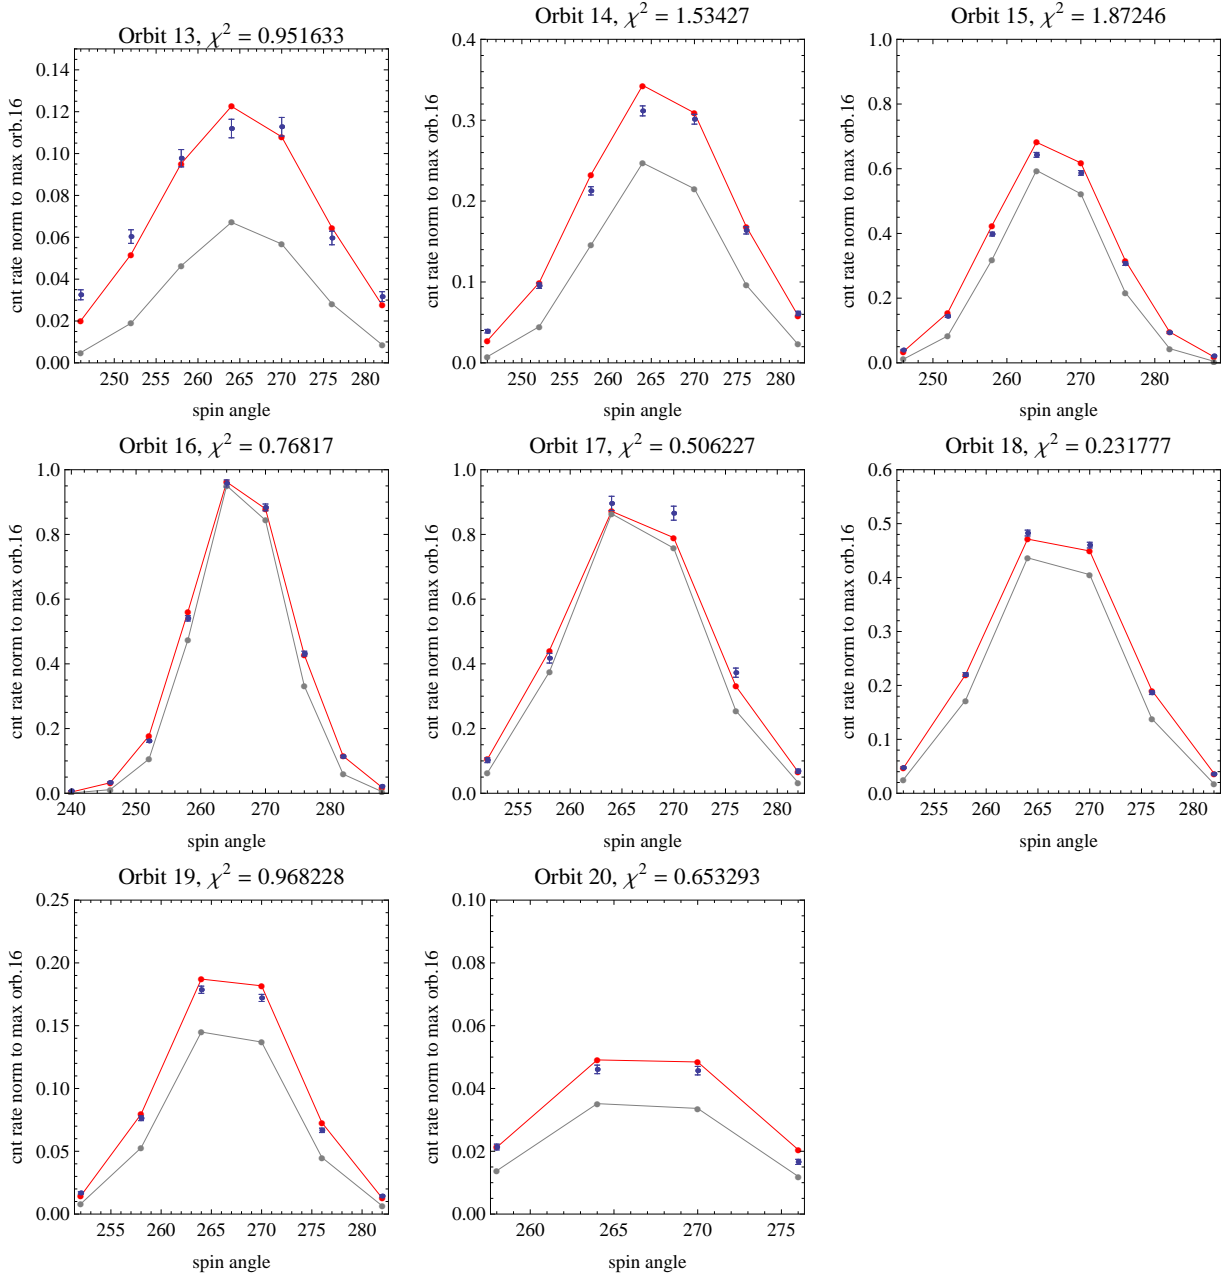 Orbit 13, χ² = 0.951633
cnt rate norm to max orb.16
0.14
0.12
0.10
0.08
0.06
0.04
0.02
0.00
250 255 260 265 270 275 280
spin angle
Orbit 14, χ² = 1.53427
cnt rate norm to max orb.16
0.4
0.3
0.2
0.1
0.0
250 255 260 265 270 275 280
spin angle
Orbit 15, χ² = 1.87246
cnt rate norm to max orb.16
1.0
0.8
0.6
0.4
0.2
0.0
250 260 270 280
spin angle
Orbit 16, χ² = 0.76817
cnt rate norm to max orb.16
1.0
0.8
0.6
0.4
0.2
0.0
240 250 260 270 280
spin angle
Orbit 17, χ² = 0.506227
cnt rate norm to max orb.16
1.0
0.8
0.6
0.4
0.2
0.0
255 260 265 270 275 280
spin angle
Orbit 18, χ² = 0.231777
cnt rate norm to max orb.16
0.6
0.5
0.4
0.3
0.2
0.1
0.0
255 260 265 270 275 280
spin angle
Orbit 19, χ² = 0.968228
cnt rate norm to max orb.16
0.25
0.20
0.15
0.10
0.05
0.00
255 260 265 270 275 280
spin angle
Orbit 20, χ² = 0.653293
cnt rate norm to max orb.16
0.10
0.08
0.06
0.04
0.02
0.00
260 265 270 275
spin angle